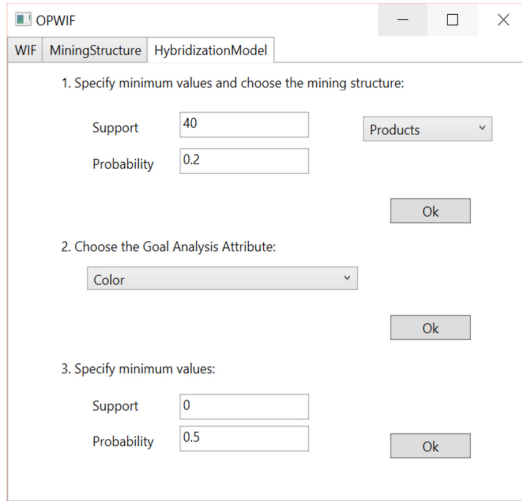 OPWIF
WIF MiningStructure HybridizationModel
1. Specify minimum values and choose the mining structure:
Support 40 Products
Probability 0.2
Ok
2. Choose the Goal Analysis Attribute:
Color
Ok
3. Specify minimum values:
Support 0
Probability 0.5 Ok